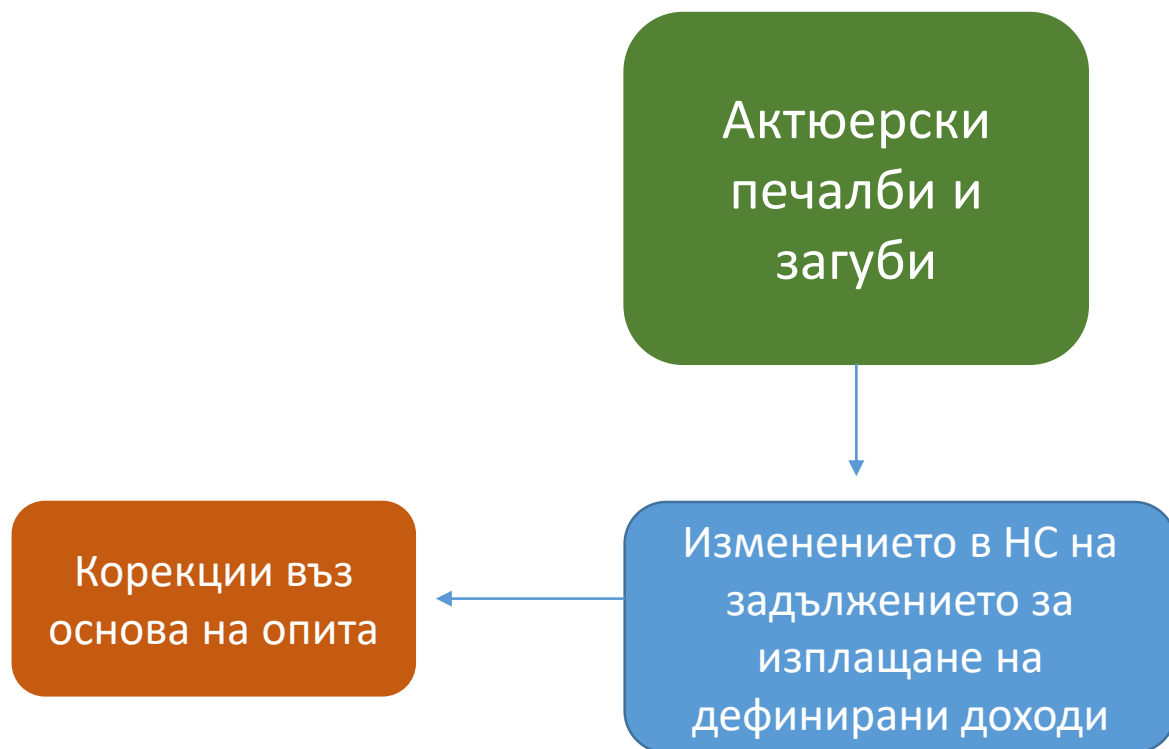 Актюерски
печалби и
загуби
Корекции въз
основа на опита
Изменението в НС на
задължението за
изплащане на
дефинирани доходи